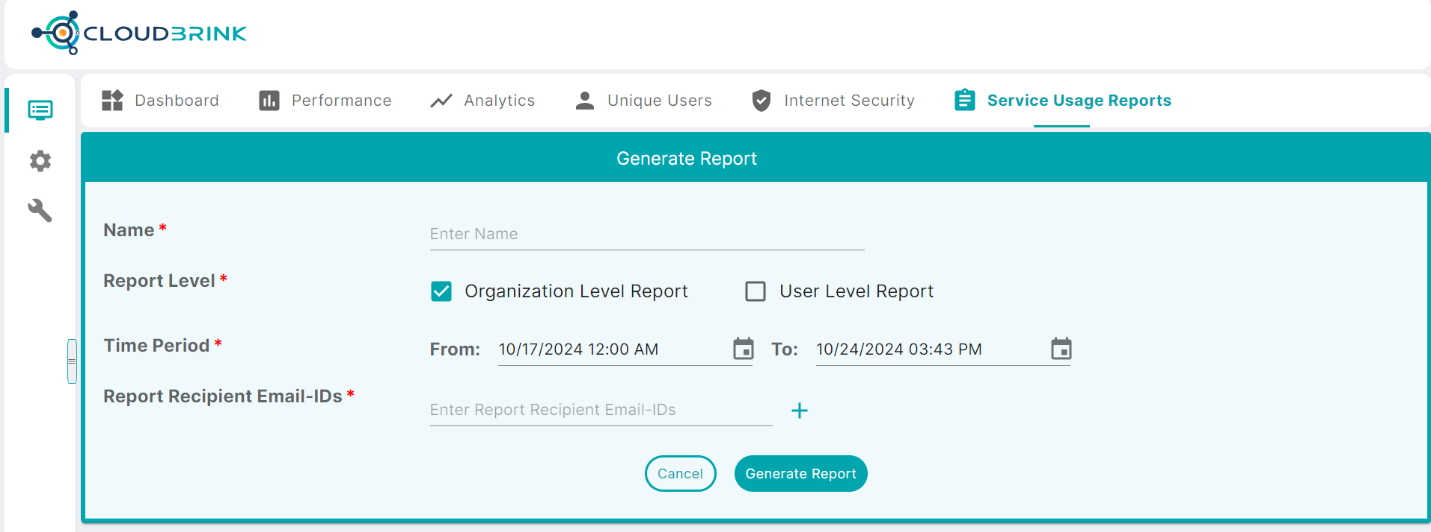 CLOUDBRINK
Dashboard Performance Analytics Unique Users Internet Security Service Usage Reports
Generate Report
Name * Enter Name
Report Level * Organization Level Report User Level Report
Time Period * From: 10/17/2024 12:00 AM To: 10/24/2024 03:43 PM
Report Recipient Email-IDs * Enter Report Recipient Email-IDs +
Cancel Generate Report